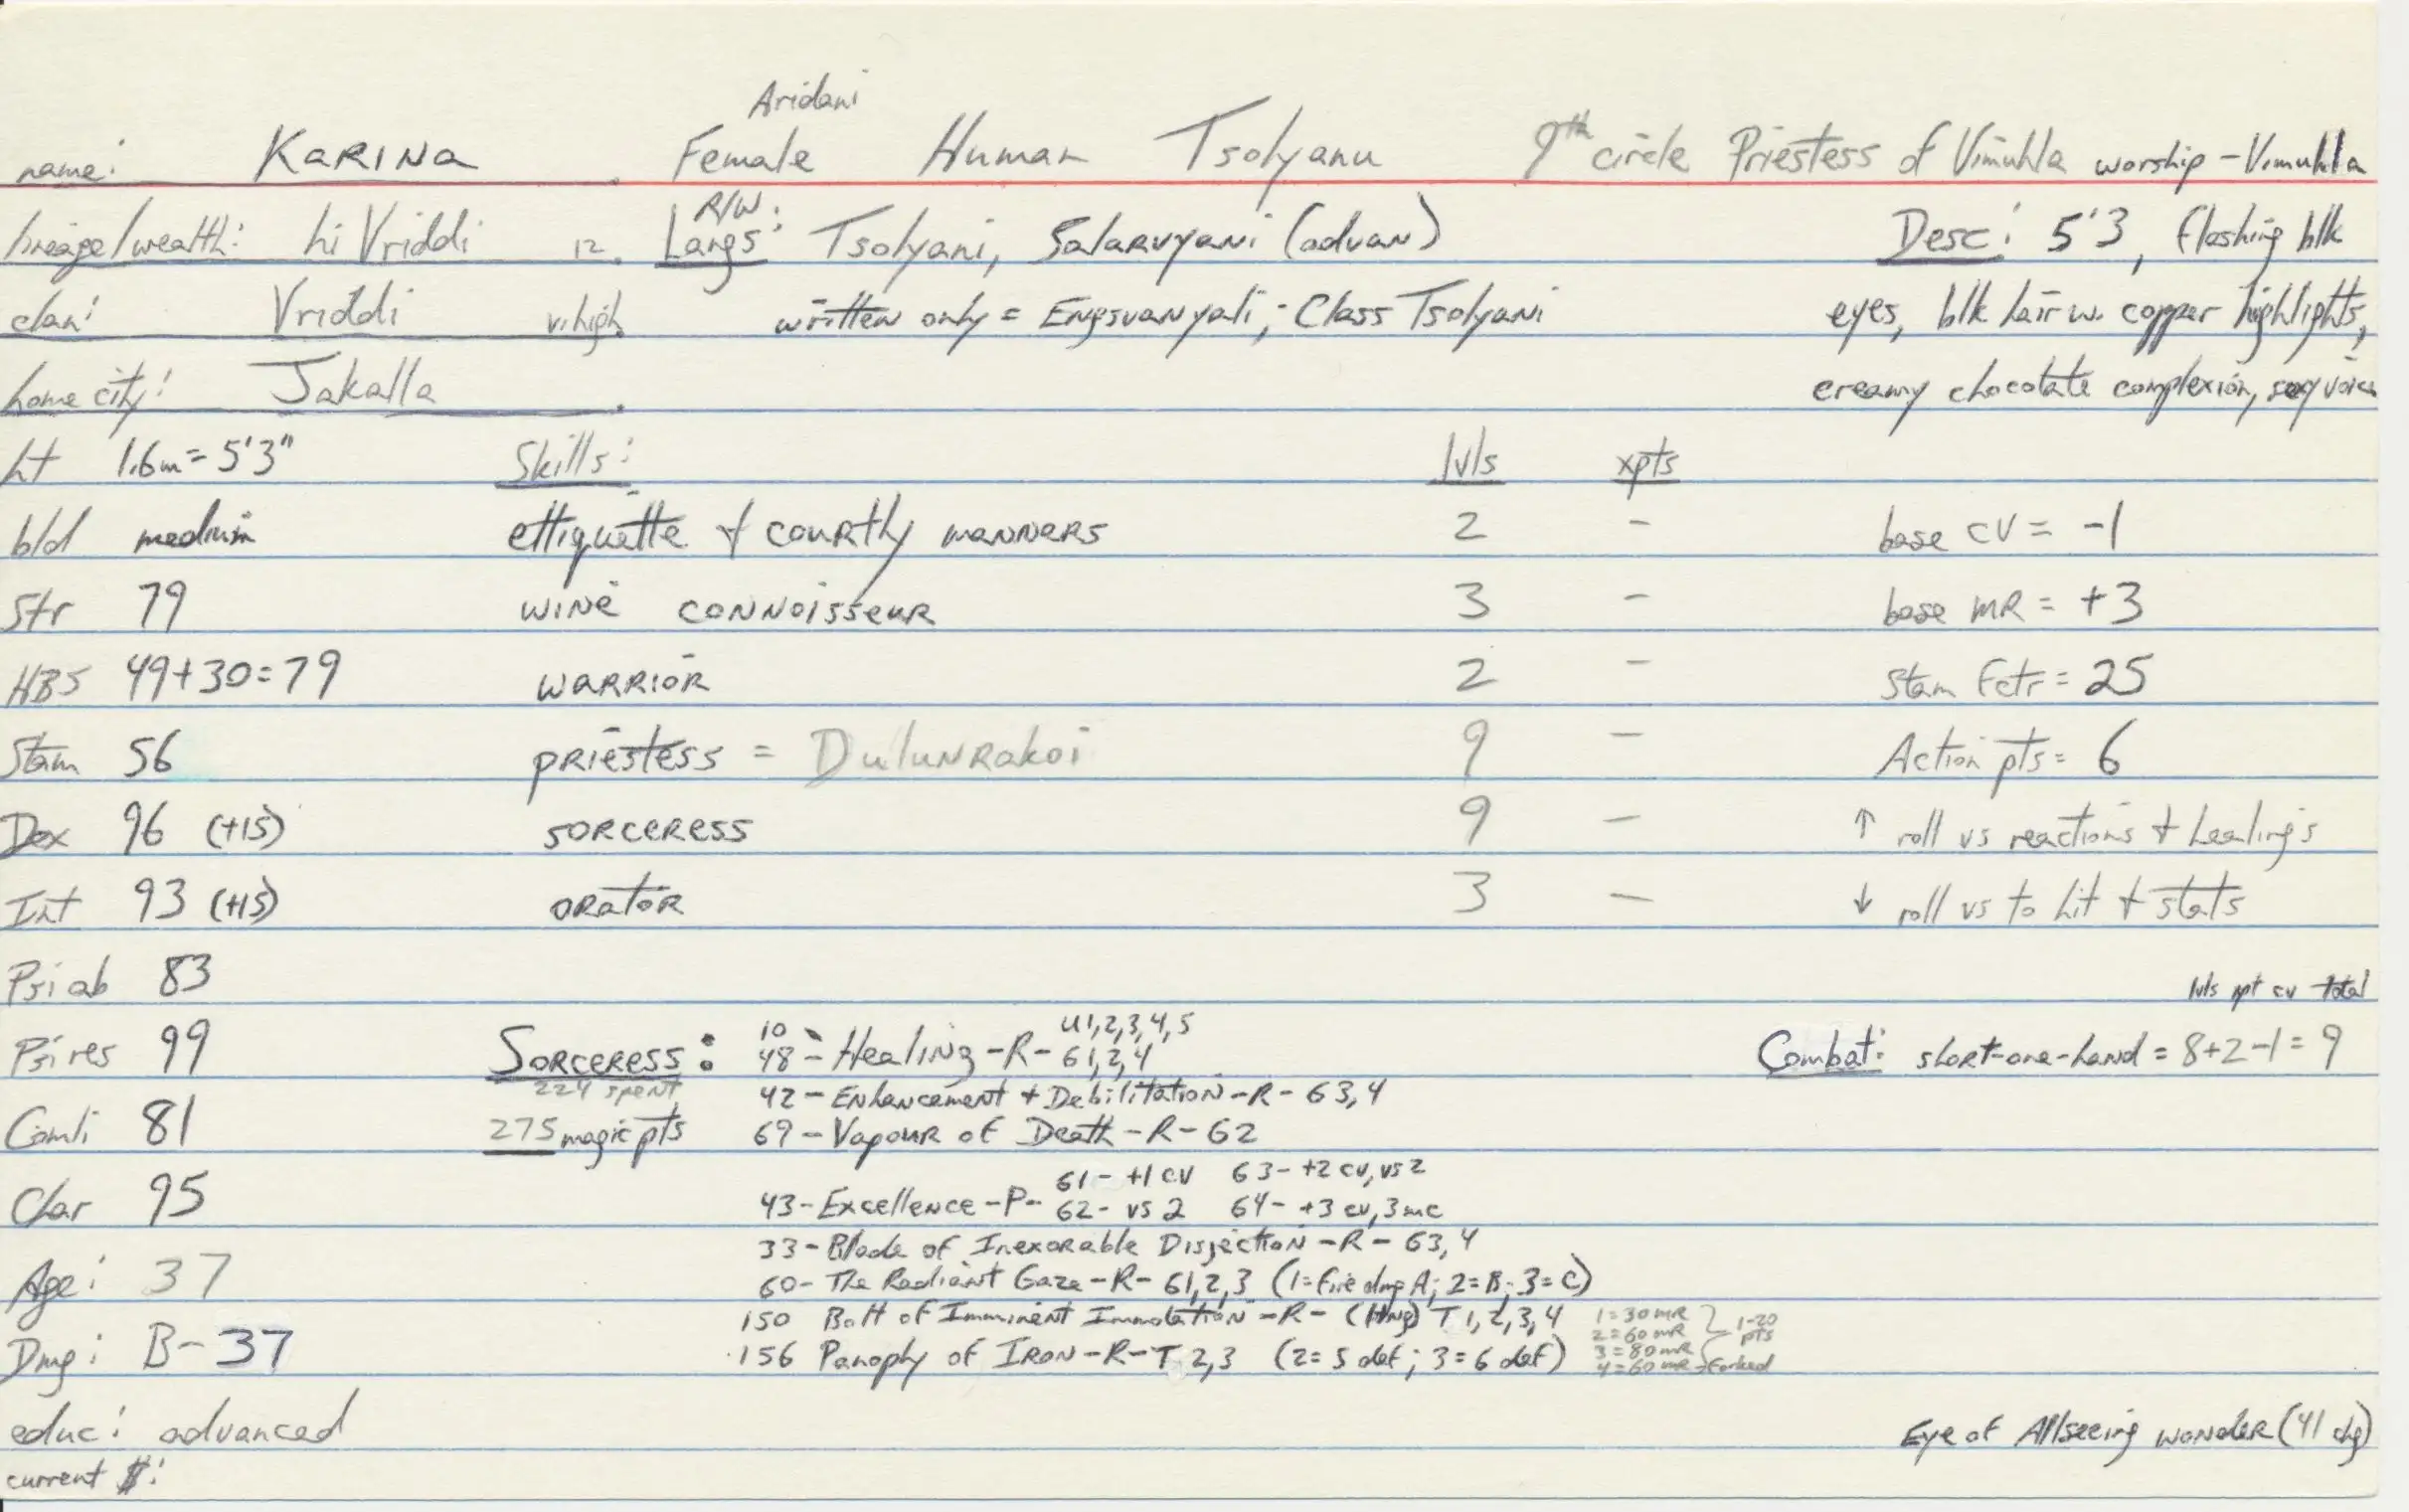 Aridani
name: KARINA Female Human Tsolyanu 9th circle Priestess of Vimuhla worship - Vimuhla
lineage/wealth: hi Vriddi 12. R/W. Langs: Tsolyani, Salarvyani (advan) Desc: 5'3, flashing blk
clan: Vriddi v. high written only = Engsvanyali; Class Tsolyani eyes, blk hair w. copper highlights,
home city: Jakalla creamy chocolate complexion, sexy voice
ht 1.6m = 5'3" Skills: lvls xpts
bld medium ettiquette + courtly manners 2 - base CV = -1
Str 79 wine connoisseur 3 - base MR = +3
HBS 49+30=79 warrior 2 - Stam Fctr = 25
Stam 56 priestess = Dulunrakoi 9 - Action pts = 6
Dex 96 (+15) sorceress 9 - ↑ roll vs reactions + healings
Int 93 (+15) orator 3 - ↓ roll vs to hit + stats
Psi ab 83 lvls wpt cv total
Psi res 99 Sorceress: 10 48 - Healing - R - U1,2,3,4,5 G1,2,4 Combat: short-one-hand = 8+2-1=9
224 spent 42 - Enhancement + Debilitation - R - G3,4
Comli 81 275 magic pts 69 - Vapour of Death - R - G2
G1 - +1 cv G3 - +2 cv, vs 2
Char 95 43 - Excellence - P - G2 - vs 2 G4 - +3 cv, 3 mc
33 - Blade of Inexorable Disjection - R - G3,4
Age: 37 60 - The Radiant Gaze - R - G1,2,3 (1=fire dmg A; 2=B; 3=C)
150 Bolt of Imminent Immolation - R - T 1,2,3,4 1=30 MR 2=60 MR 1-20 pts
Dmg: B-37 156 Panoply of Iron - R - T 2,3 (2=5 def; 3=6 def) 3=80 MR 4=60 MR - forked
educ: advanced Eye of Allseeing wonder (41 chg)
current $: